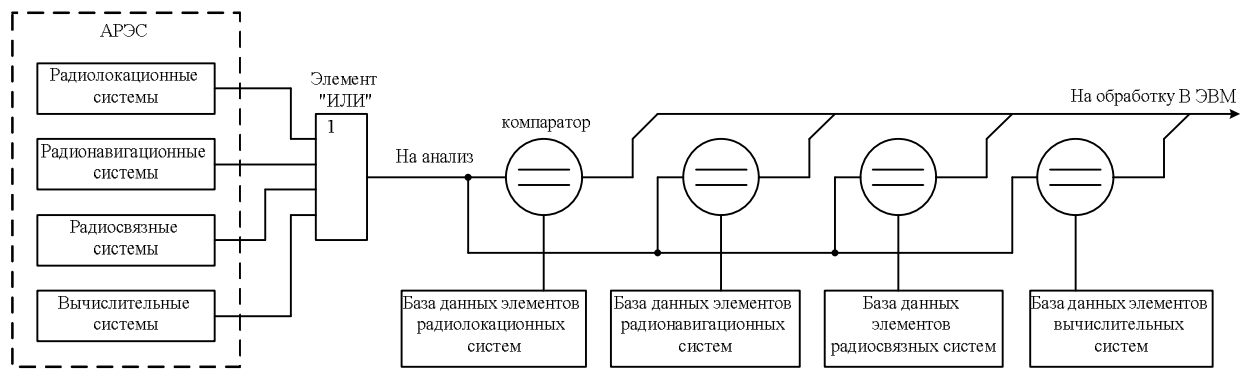 АРЭС
Радиолокационные
системы
Радионавигационные
системы
Радиосвязные
системы
Вычислительные
системы
Элемент
"ИЛИ"
1
На анализ
компаратор
На обработку В ЭВМ
База данных элементов
радиолокационных
систем
База данных элементов
радионавигационных
систем
База данных
элементов
радиосвязных систем
База данных элементов
вычислительных
систем